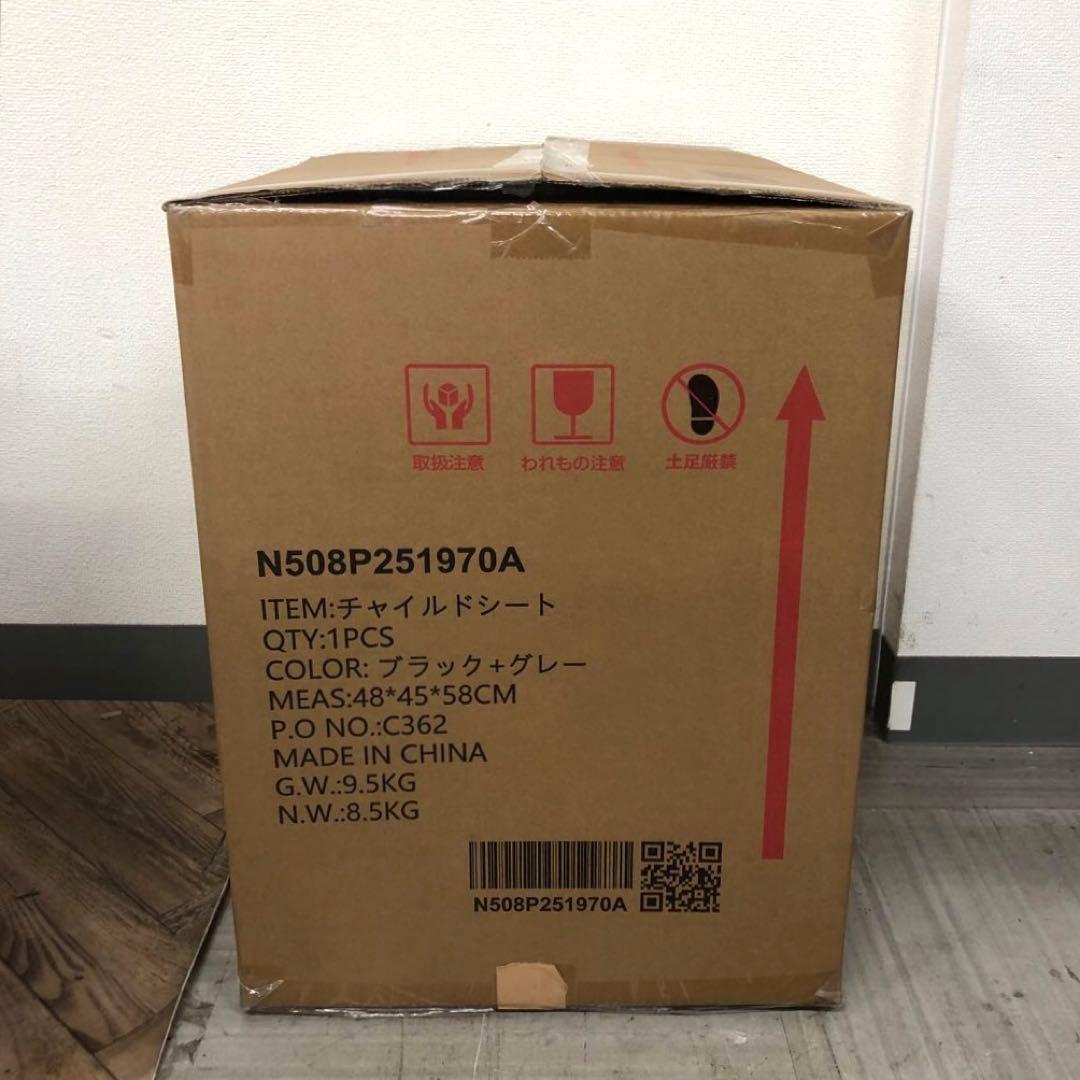 取扱注意
われもの注意
土足厳禁
N508P251970A
ITEM:チャイルドシート
QTY:1PCS
COLOR: ブラック+グレー
MEAS:48*45*58CM
P.O NO.:C362
MADE IN CHINA
G.W.:9.5KG
N.W.:8.5KG
N508P251970A